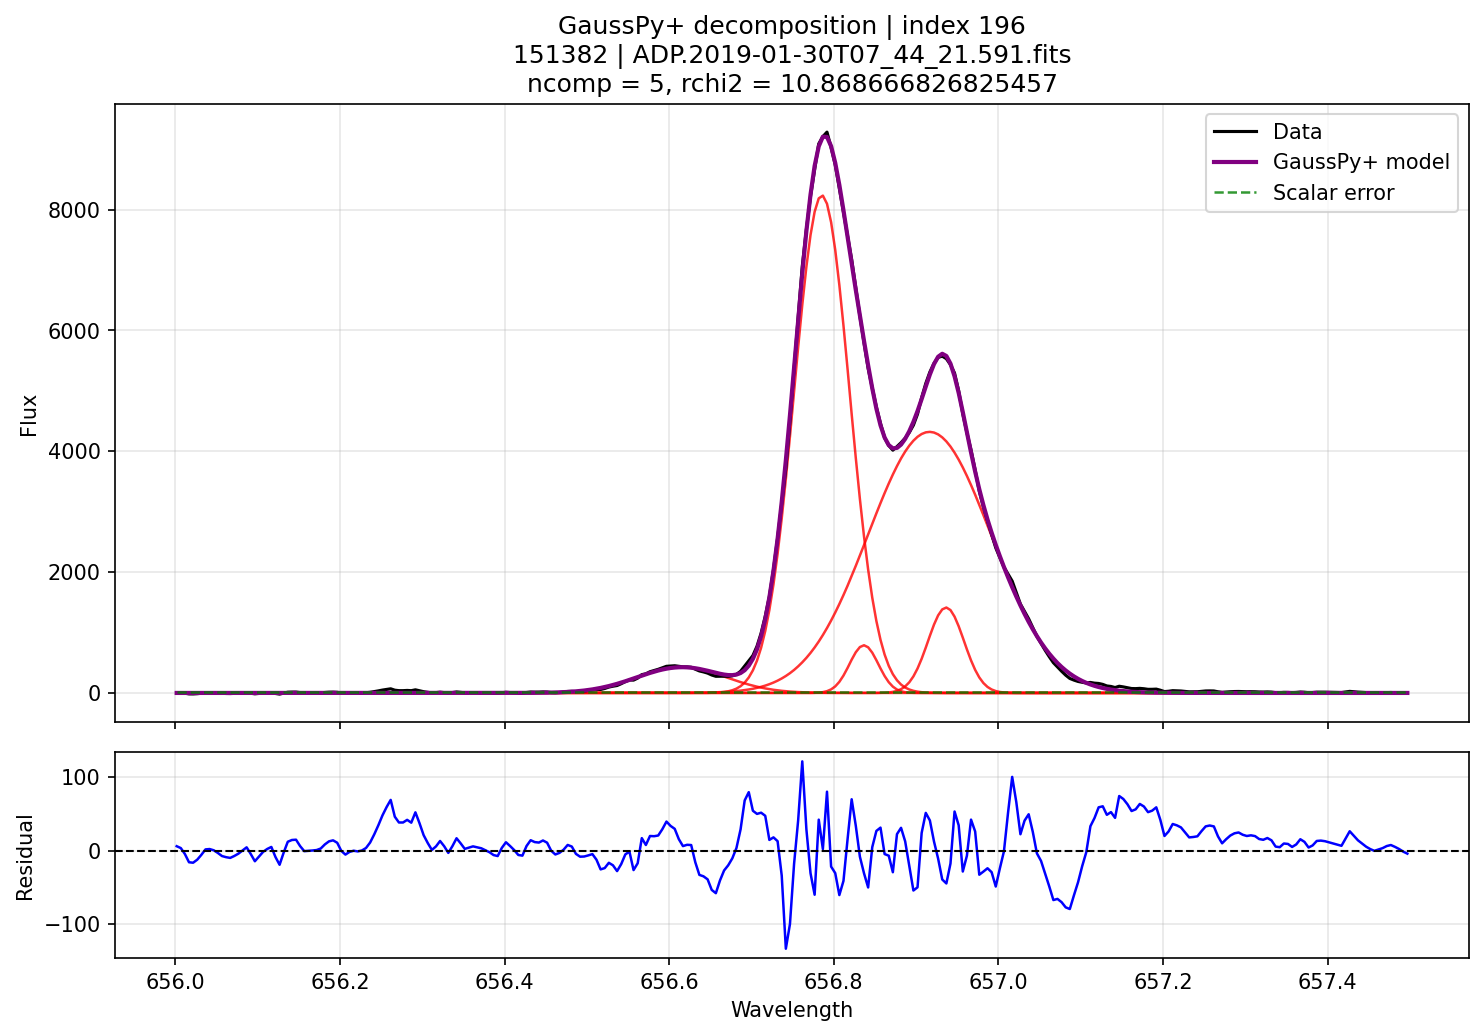 GaussPy+ decomposition | index 196
151382 | ADP.2019-01-30T07_44_21.591.fits
ncomp = 5, rchi2 = 10.868666826825457
Data
GaussPy+ model
Scalar error
Flux
8000
6000
4000
2000
0
Residual
100
0
−100
656.0 656.2 656.4 656.6 656.8 657.0 657.2 657.4
Wavelength